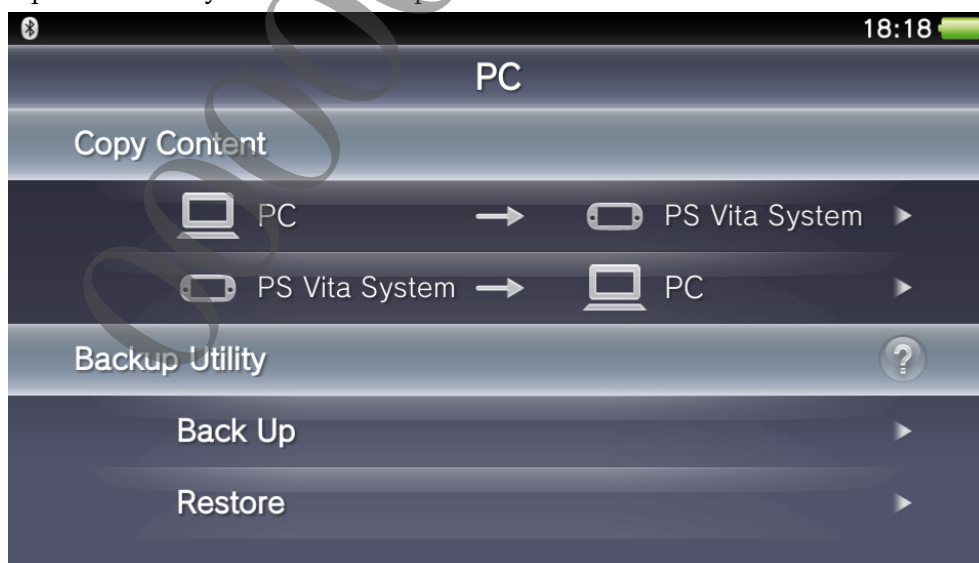 18:18
PC
Copy Content
PC → PS Vita System
PS Vita System → PC
Backup Utility
?
Back Up
Restore